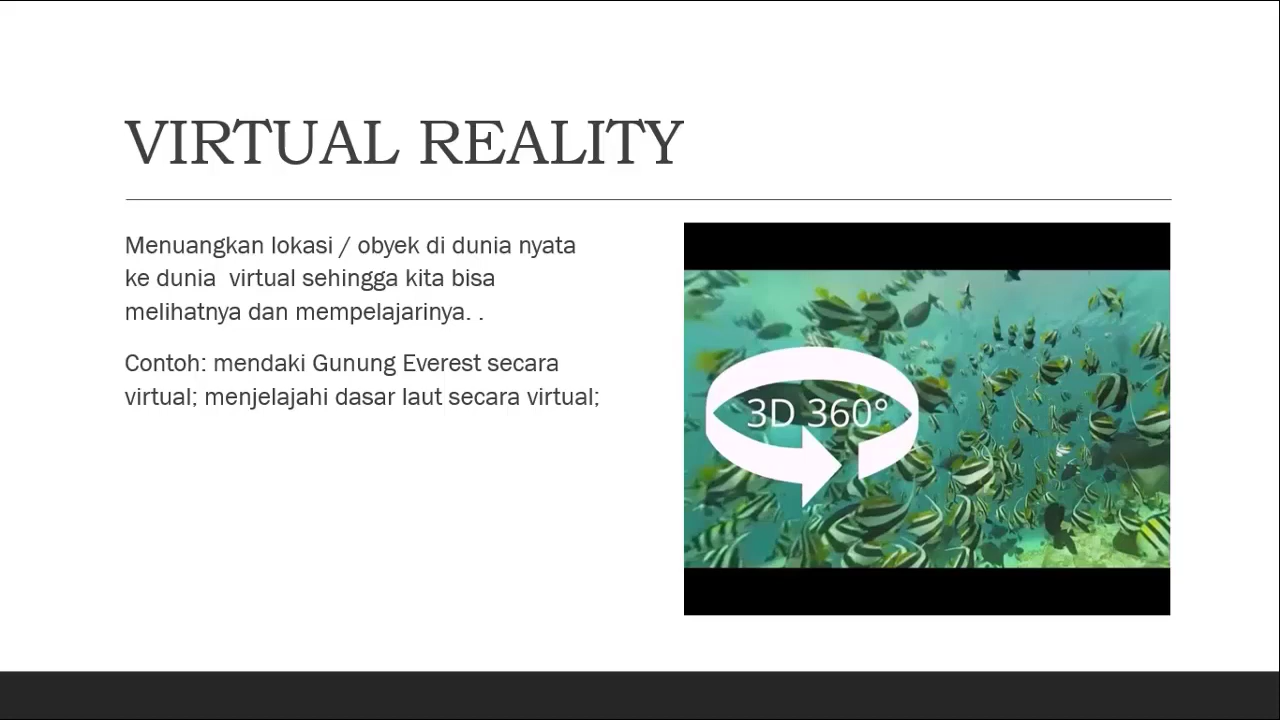 VIRTUAL REALITY
Menuangkan lokasi / obyek di dunia nyata
ke dunia  virtual sehingga kita bisa
melihatnya dan mempelajarinya. .
Contoh: mendaki Gunung Everest secara
virtual; menjelajahi dasar laut secara virtual;
3D 360°